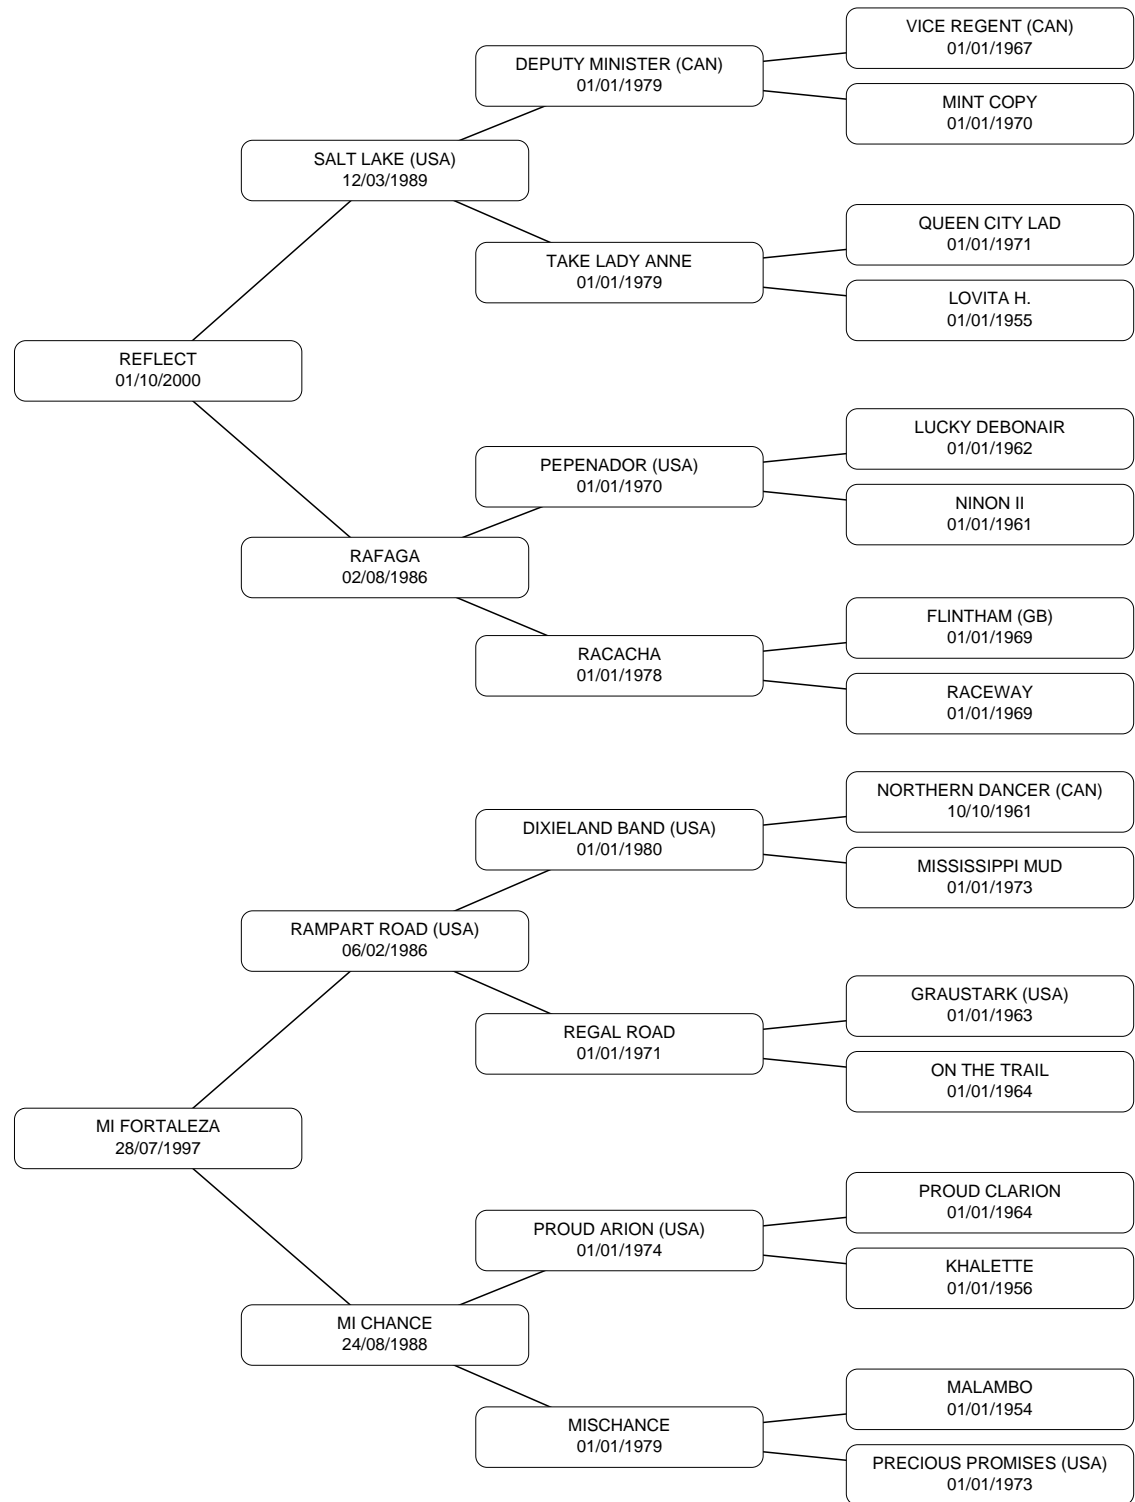 VICE REGENT (CAN)
01/01/1967
DEPUTY MINISTER (CAN)
01/01/1979
MINT COPY
01/01/1970
SALT LAKE (USA)
12/03/1989
QUEEN CITY LAD
01/01/1971
TAKE LADY ANNE
01/01/1979
LOVITA H.
01/01/1955
REFLECT
01/10/2000
LUCKY DEBONAIR
01/01/1962
PEPENADOR (USA)
01/01/1970
NINON II
01/01/1961
RAFAGA
02/08/1986
FLINTHAM (GB)
01/01/1969
RACACHA
01/01/1978
RACEWAY
01/01/1969
NORTHERN DANCER (CAN)
10/10/1961
DIXIELAND BAND (USA)
01/01/1980
MISSISSIPPI MUD
01/01/1973
RAMPART ROAD (USA)
06/02/1986
GRAUSTARK (USA)
01/01/1963
REGAL ROAD
01/01/1971
ON THE TRAIL
01/01/1964
MI FORTALEZA
28/07/1997
PROUD CLARION
01/01/1964
PROUD ARION (USA)
01/01/1974
KHALETTE
01/01/1956
MI CHANCE
24/08/1988
MALAMBO
01/01/1954
MISCHANCE
01/01/1979
PRECIOUS PROMISES (USA)
01/01/1973